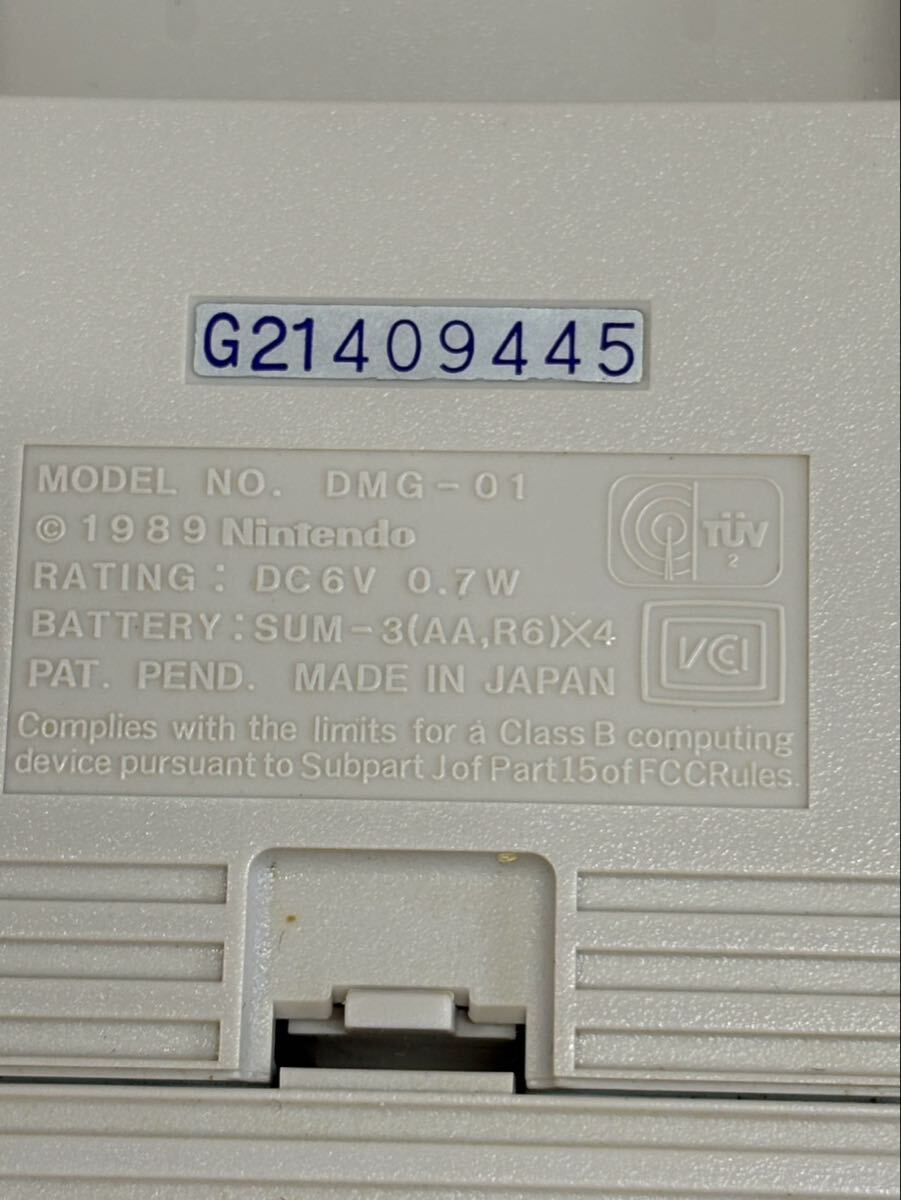 G21409445
MODEL NO. DMG-01
© 1989 Nintendo
RATING: DC6V 0.7W
BATTERY: SUM-3(AA,R6)X4
PAT. PEND. MADE IN JAPAN
Complies with the limits for a Class B computing
device pursuant to Subpart J of Part 15 of FCC Rules.
TÜV
2
VCI